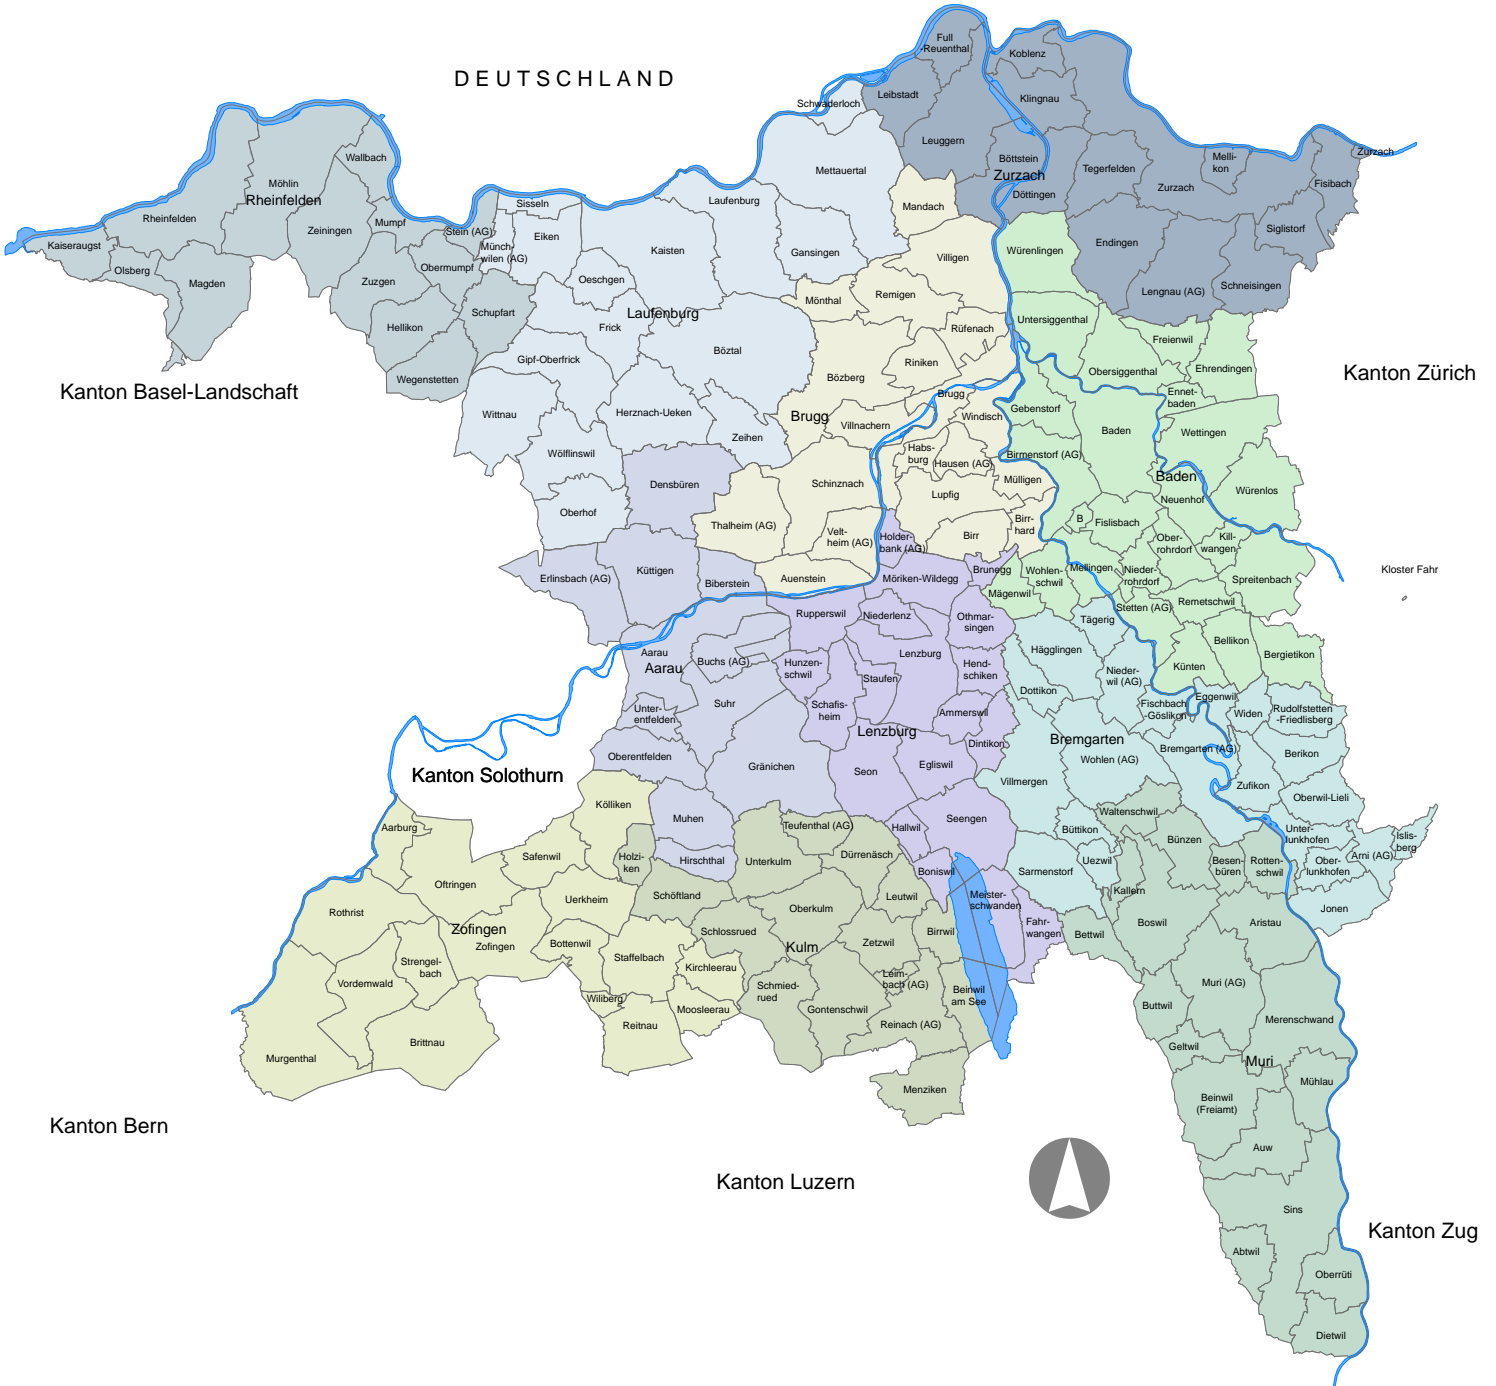 DEUTSCHLAND
Kanton Basel-Landschaft
Kanton Zürich
Kanton Solothurn
Kanton Bern
Kanton Luzern
Kanton Zug
Kloster Fahr
Rheinfelden
Kaiseraugst
Rheinfelden
Olsberg
Magden
Möhlin
Wallbach
Zeiningen
Mumpf
Zuzgen
Obermumpf
Stein (AG)
Hellikon
Schupfart
Wegenstetten
Laufenburg
Schwaderloch
Mettauertal
Laufenburg
Sisseln
Eiken
Münch-
wilen (AG)
Kaisten
Gansingen
Oeschgen
Frick
Gipf-Oberfrick
Böztal
Wittnau
Herznach-Ueken
Zeihen
Wölflinswil
Oberhof
Zurzach
Full
-Reuenthal
Koblenz
Leibstadt
Klingnau
Leuggern
Böttstein
Döttingen
Tegerfelden
Melli-
kon
Zurzach
Zurzach
Fisibach
Siglistorf
Endingen
Lengnau (AG)
Schneisingen
Brugg
Mandach
Villigen
Mönthal
Remigen
Rüfenach
Riniken
Bözberg
Brugg
Villnachern
Windisch
Habs-
burg
Hausen (AG)
Schinznach
Lupfig
Mülligen
Birr-
hard
Birr
Thalheim (AG)
Velt-
heim (AG)
Auenstein
Baden
Würenlingen
Untersiggenthal
Freienwil
Obersiggenthal
Ehrendingen
Ennet-
baden
Gebenstorf
Baden
Wettingen
Birmenstorf (AG)
Neuenhof
Würenlos
B
Fislisbach
Ober-
rohrdorf
Kill-
wangen
Wohlen-
schwil
Mellingen
Nieder-
rohrdorf
Spreitenbach
Mägenwil
Stetten (AG)
Remetschwil
Bellikon
Künten
Bergietikon
Aarau
Densbüren
Erlinsbach (AG)
Küttigen
Biberstein
Aarau
Buchs (AG)
Suhr
Unter-
entfelden
Oberentfelden
Gränichen
Muhen
Hirschthal
Lenzburg
Holder-
bank (AG)
Möriken-Wildegg
Brunegg
Rupperswil
Niederlenz
Othmar-
singen
Hunzen-
schwil
Lenzburg
Staufen
Hend-
schiken
Schafis-
heim
Ammerswil
Dintikon
Seon
Egliswil
Hallwil
Seengen
Boniswil
Meister-
schwanden
Fahr-
wangen
Bremgarten
Tägerig
Hägglingen
Nieder-
wil (AG)
Dottikon
Fischbach
-Göslikon
Eggenwil
Widen
Rudolfstetten
-Friedlisberg
Bremgarten (AG)
Wohlen (AG)
Berikon
Villmergen
Zufikon
Oberwil-Lieli
Büttikon
Unter-
lunkhofen
Islis-
berg
Arni (AG)
Ober-
lunkhofen
Uezwil
Sarmenstorf
Jonen
Zofingen
Kölliken
Aarburg
Safenwil
Oftringen
Rothrist
Uerkheim
Zofingen
Bottenwil
Strengel-
bach
Staffelbach
Kirchleerau
Vordemwald
Wiliberg
Moosleerau
Reitnau
Brittnau
Murgenthal
Kulm
Holzi-
ken
Teufenthal (AG)
Unterkulm
Dürrenäsch
Schöftland
Leutwil
Oberkulm
Schlossrued
Birrwil
Zetzwil
Leim-
bach (AG)
Schmied-
rued
Beinwil
am See
Gontenschwil
Reinach (AG)
Menziken
Muri
Waltenschwil
Bünzen
Besen-
büren
Rotten-
schwil
Kallern
Boswil
Aristau
Bettwil
Muri (AG)
Buttwil
Merenschwand
Geltwil
Mühlau
Beinwil
(Freiamt)
Auw
Sins
Abtwil
Oberrüti
Dietwil